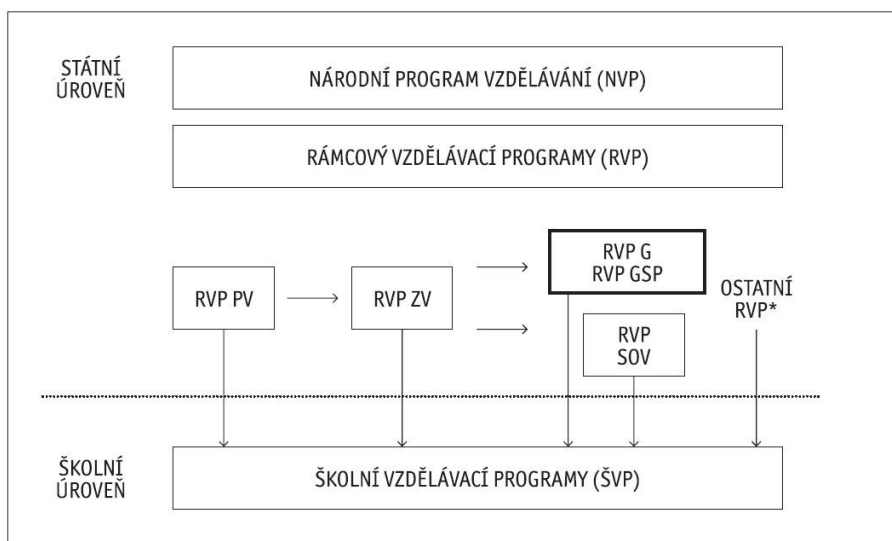 STÁTNÍ
ÚROVEŇ
NÁRODNÍ PROGRAM VZDĚLÁVÁNÍ (NVP)
RÁMCOVÝ VZDĚLÁVACÍ PROGRAMY (RVP)
RVP PV
RVP ZV
RVP G
RVP GSP
RVP
SOV
OSTATNÍ
RVP*
ŠKOLNÍ
ÚROVEŇ
ŠKOLNÍ VZDĚLÁVACÍ PROGRAMY (ŠVP)